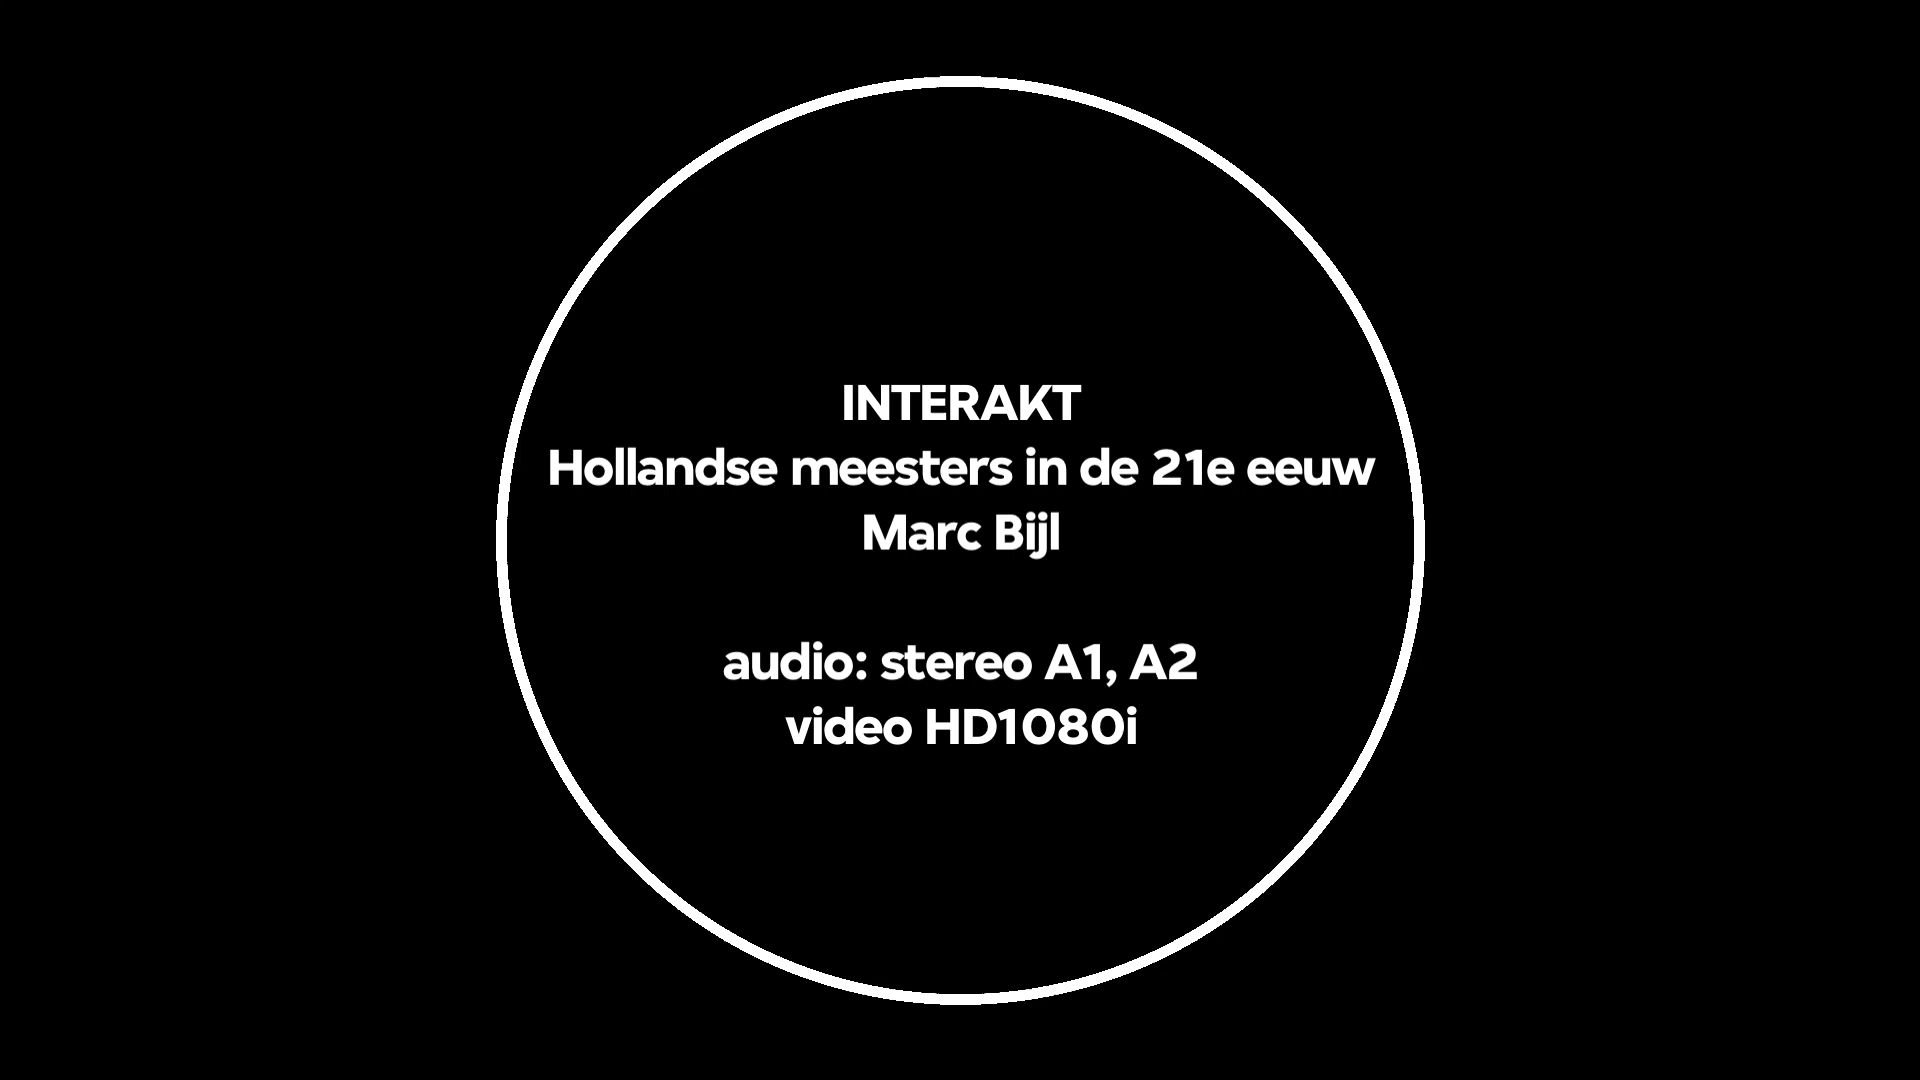 INTERAKT
Hollandse meesters in de 21e eeuw
Marc Bijl
audio: stereo A1, A2
video HD1080i